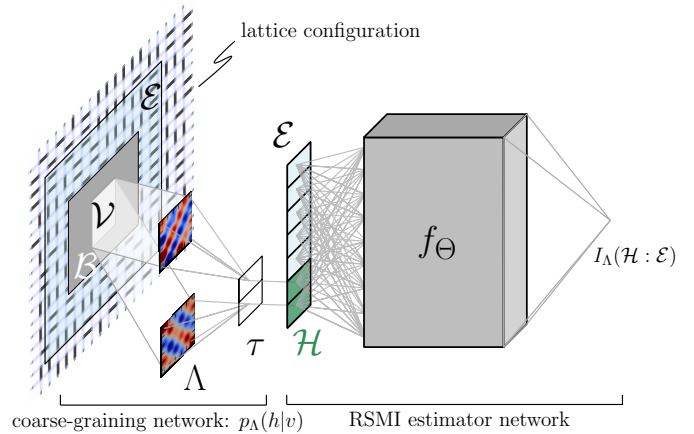 lattice configuration
ℰ
ℰ
𝒱
ℬ
f_Θ
I_Λ(ℋ : ℰ)
τ
ℋ
Λ
coarse-graining network: p_Λ(h|v)
RSMI estimator network